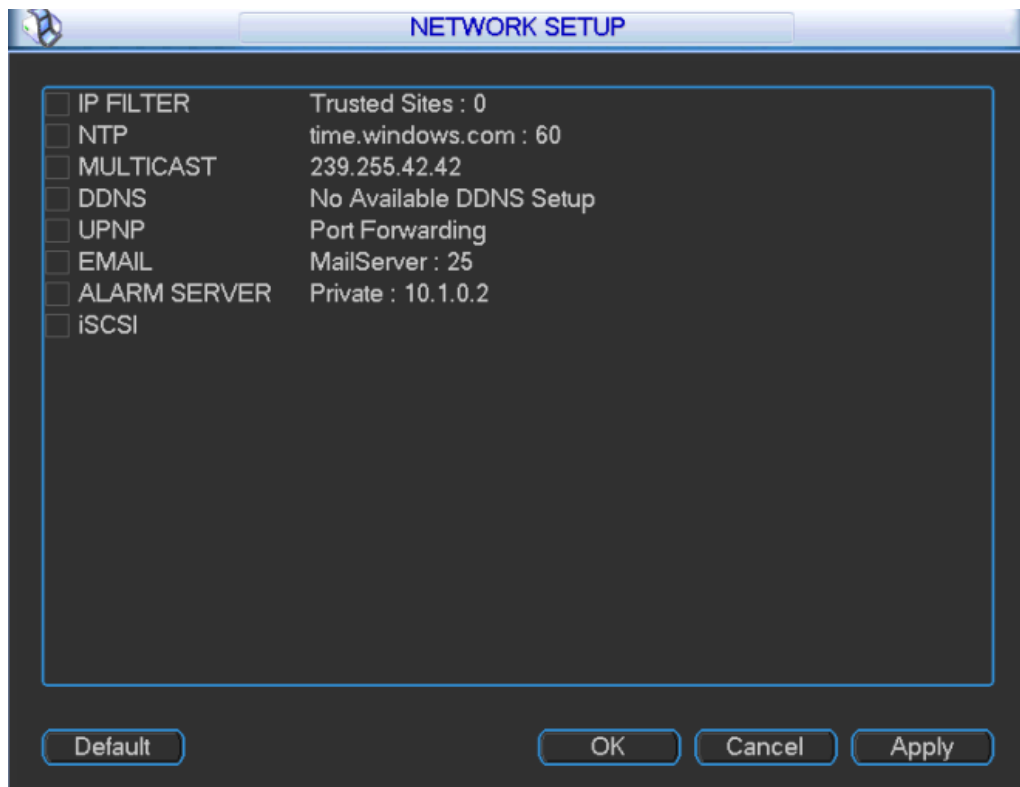 NETWORK SETUP
IP FILTER Trusted Sites : 0
NTP time.windows.com : 60
MULTICAST 239.255.42.42
DDNS No Available DDNS Setup
UPNP Port Forwarding
EMAIL MailServer : 25
ALARM SERVER Private : 10.1.0.2
iSCSI
Default OK Cancel Apply